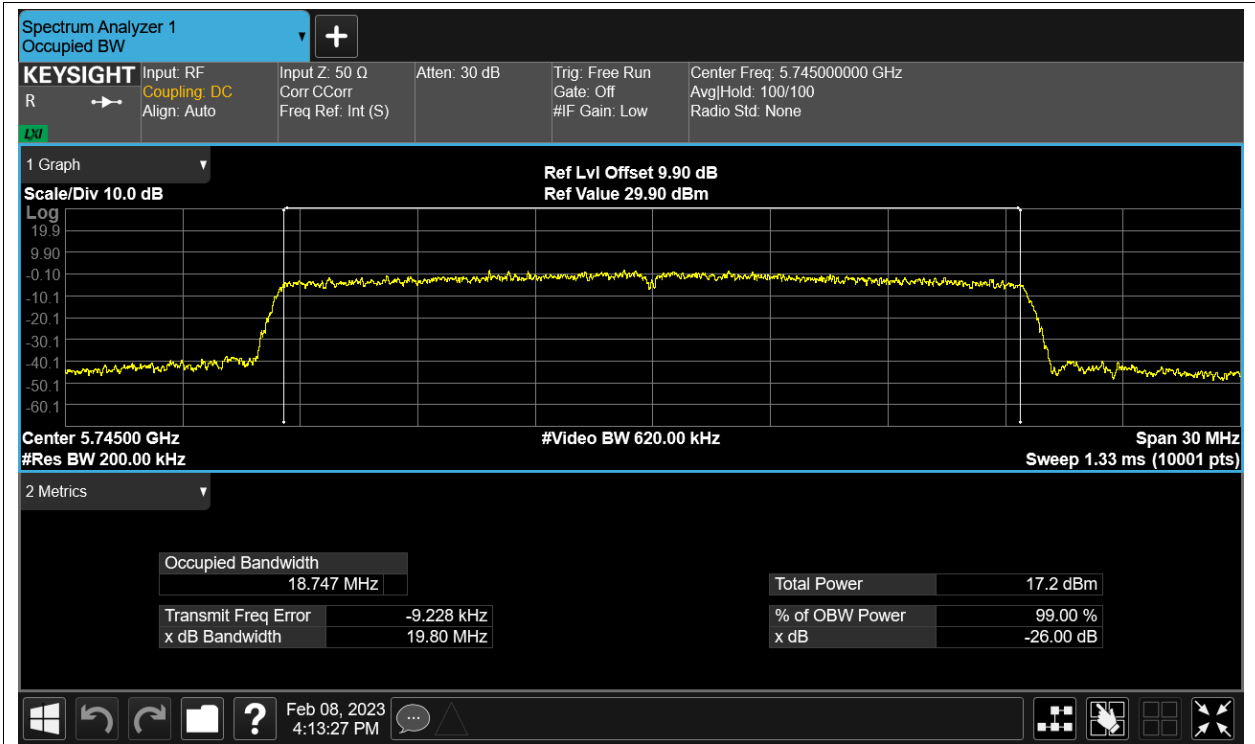 Spectrum Analyzer 1
Occupied BW
+
KEYSIGHT
R
LXI
Input: RF
Coupling: DC
Align: Auto
Input Z: 50 Ω
Corr CCorr
Freq Ref: Int (S)
Atten: 30 dB
Trig: Free Run
Gate: Off
#IF Gain: Low
Center Freq: 5.745000000 GHz
Avg|Hold: 100/100
Radio Std: None
1 Graph
Scale/Div 10.0 dB
Ref Lvl Offset 9.90 dB
Ref Value 29.90 dBm
Log
19.9
9.90
-0.10
-10.1
-20.1
-30.1
-40.1
-50.1
-60.1
Center 5.74500 GHz
#Res BW 200.00 kHz
#Video BW 620.00 kHz
Span 30 MHz
Sweep 1.33 ms (10001 pts)
2 Metrics
Occupied Bandwidth
18.747 MHz
Transmit Freq Error -9.228 kHz
x dB Bandwidth 19.80 MHz
Total Power 17.2 dBm
% of OBW Power 99.00 %
x dB -26.00 dB
?
Feb 08, 2023
4:13:27 PM